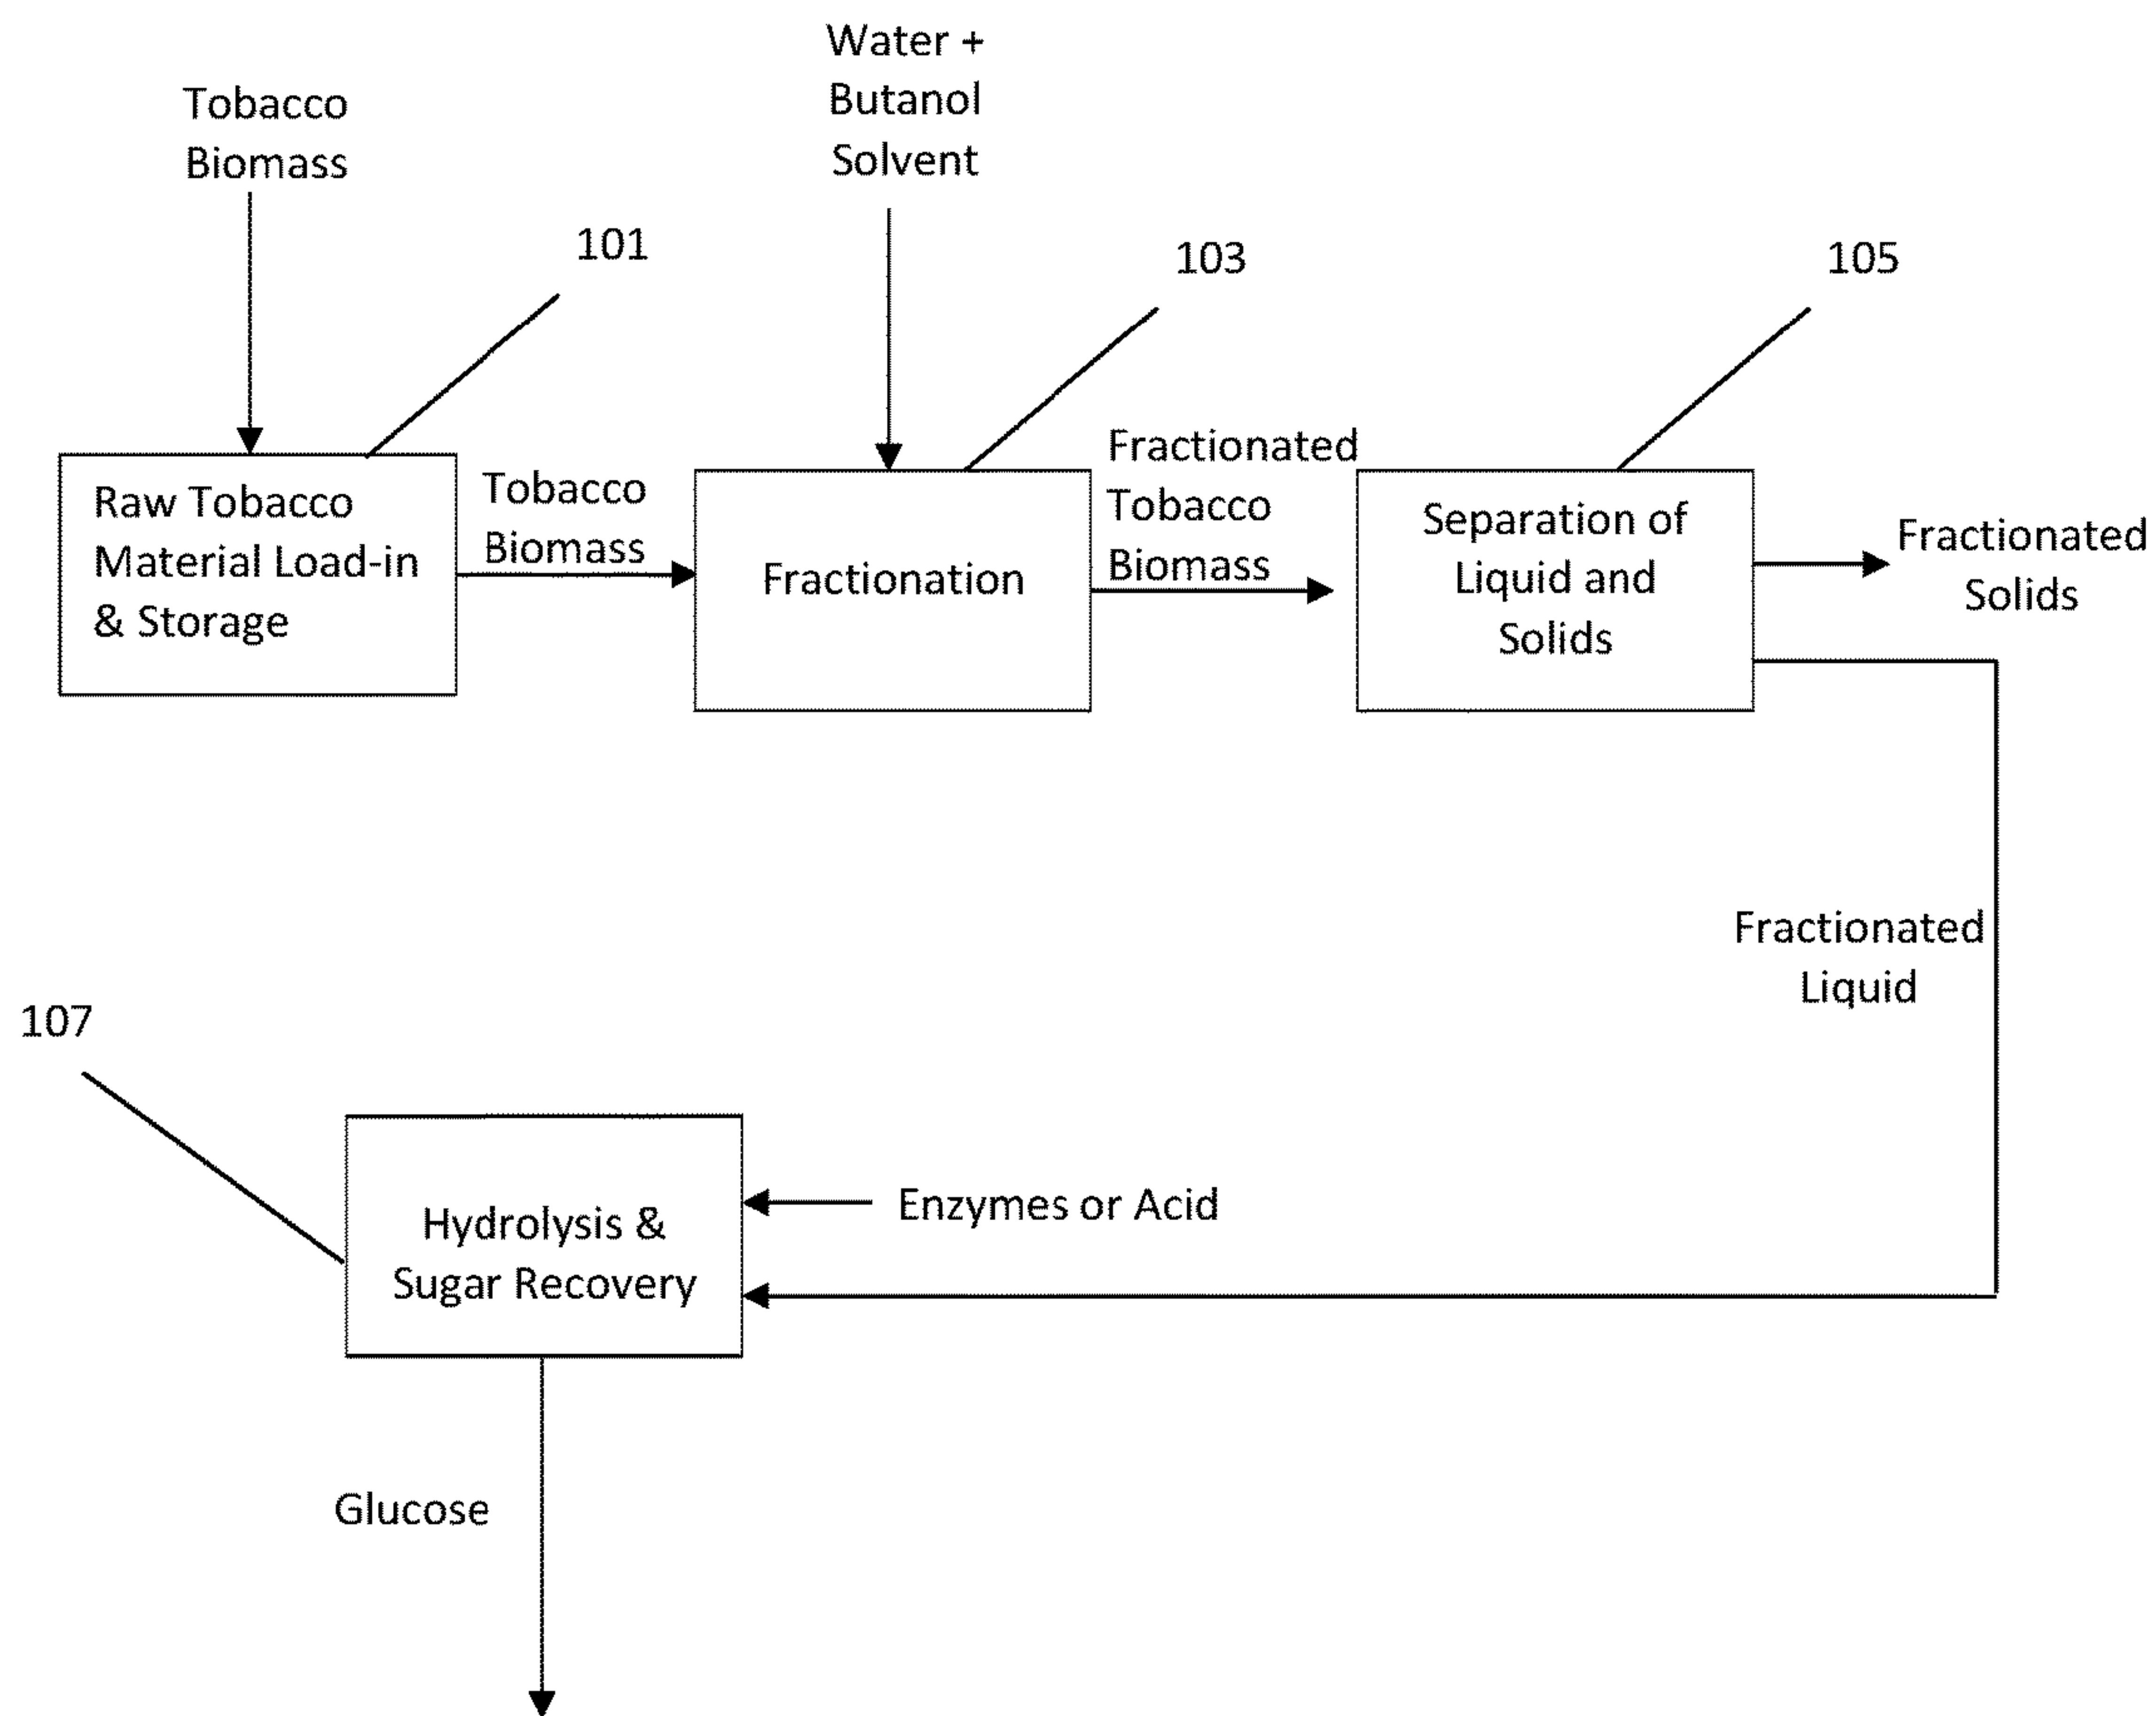 Water +
Butanol
Solvent
Tobacco
Biomass
101
103
105
Raw Tobacco
Material Load-in
& Storage
Tobacco
Biomass
Fractionation
Fractionated
Tobacco
Biomass
Separation of
Liquid and
Solids
Fractionated
Solids
Fractionated
Liquid
107
Hydrolysis &
Sugar Recovery
Enzymes or Acid
Glucose